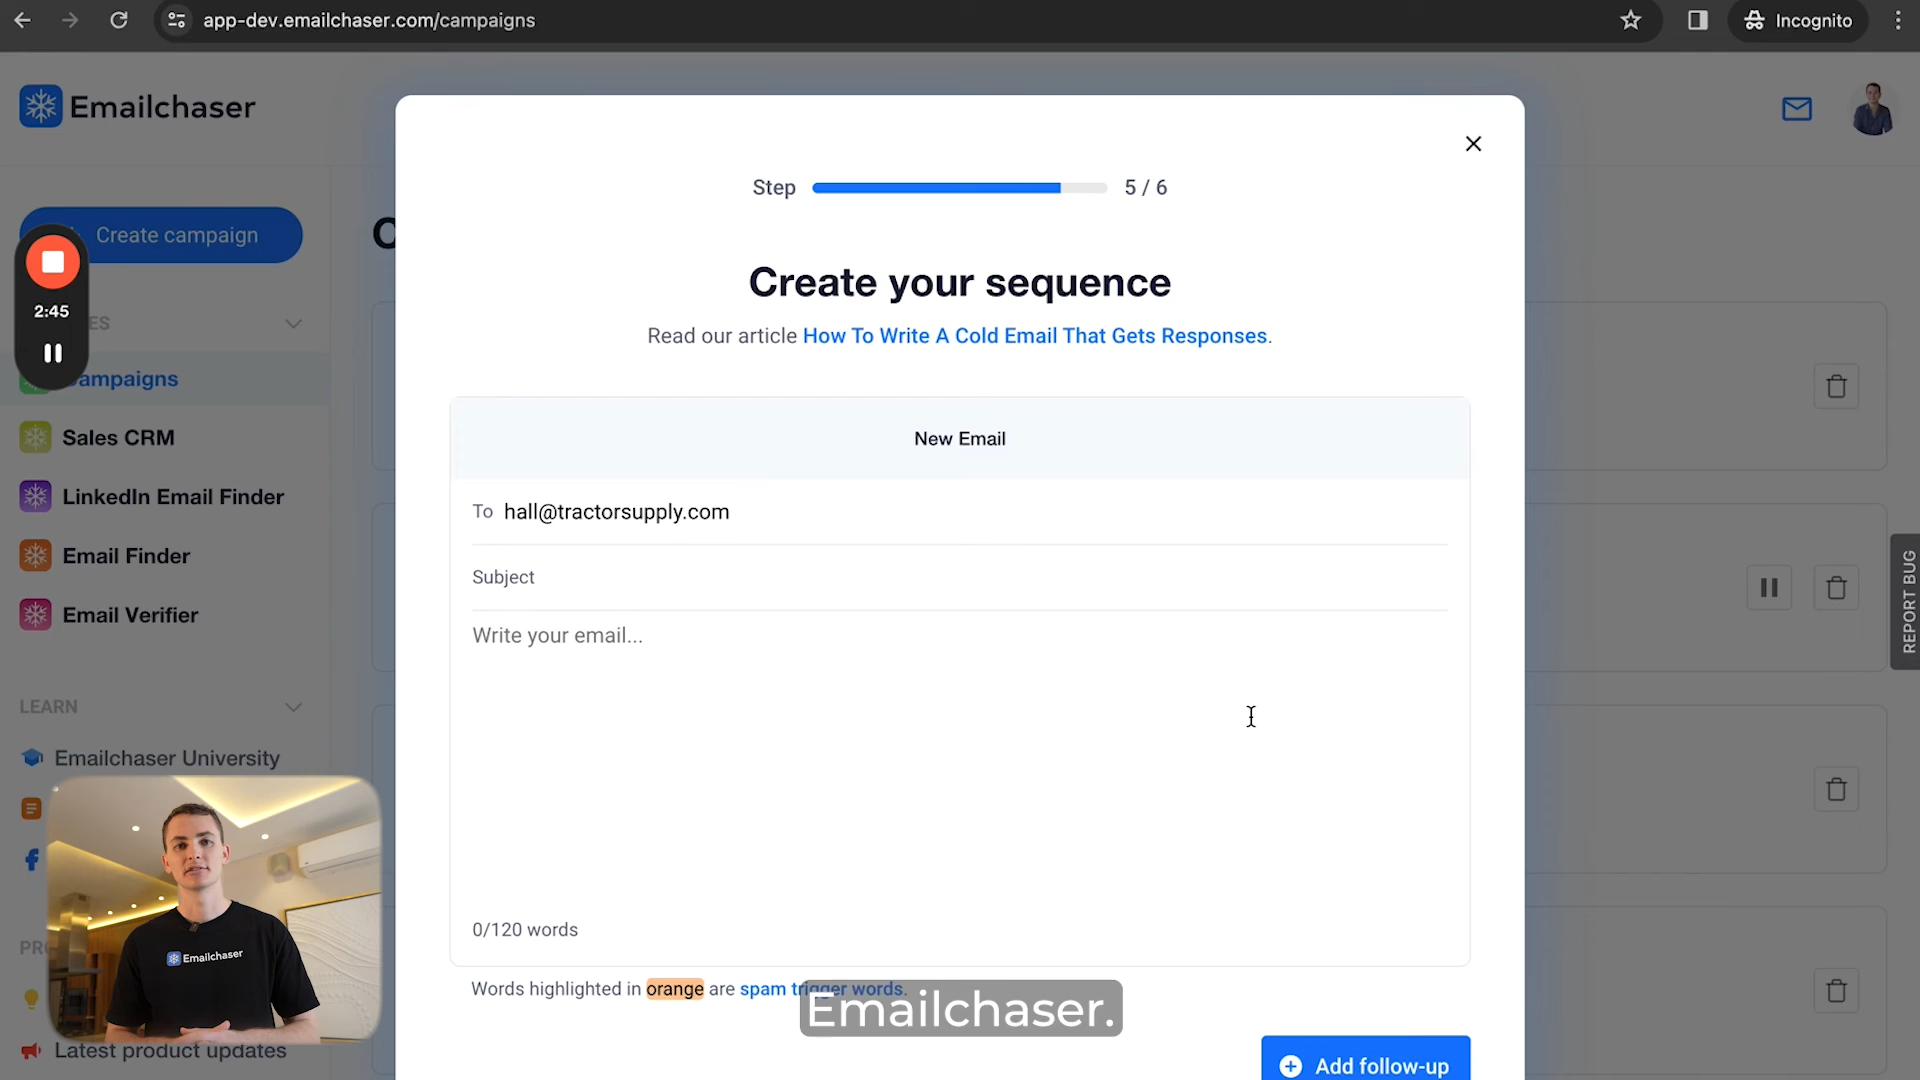 app-dev.emailchaser.com/campaigns
Incognito
Emailchaser
Step
5 / 6
Create campaign
2:45
ES
Campaigns
Sales CRM
LinkedIn Email Finder
Email Finder
Email Verifier
LEARN
Emailchaser University
PR
Latest product updates
Create your sequence
Read our article How To Write A Cold Email That Gets Responses.
New Email
To hall@tractorsupply.com
Subject
Write your email...
0/120 words
Words highlighted in orange are spam trigger words.
Emailchaser.
Add follow-up
REPORT BUG
Emailchaser